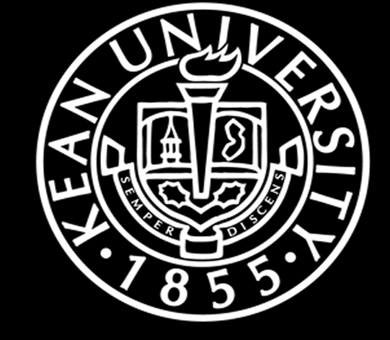 · KEAN UNIVERSITY ·
1855
SEMPER DISCENS